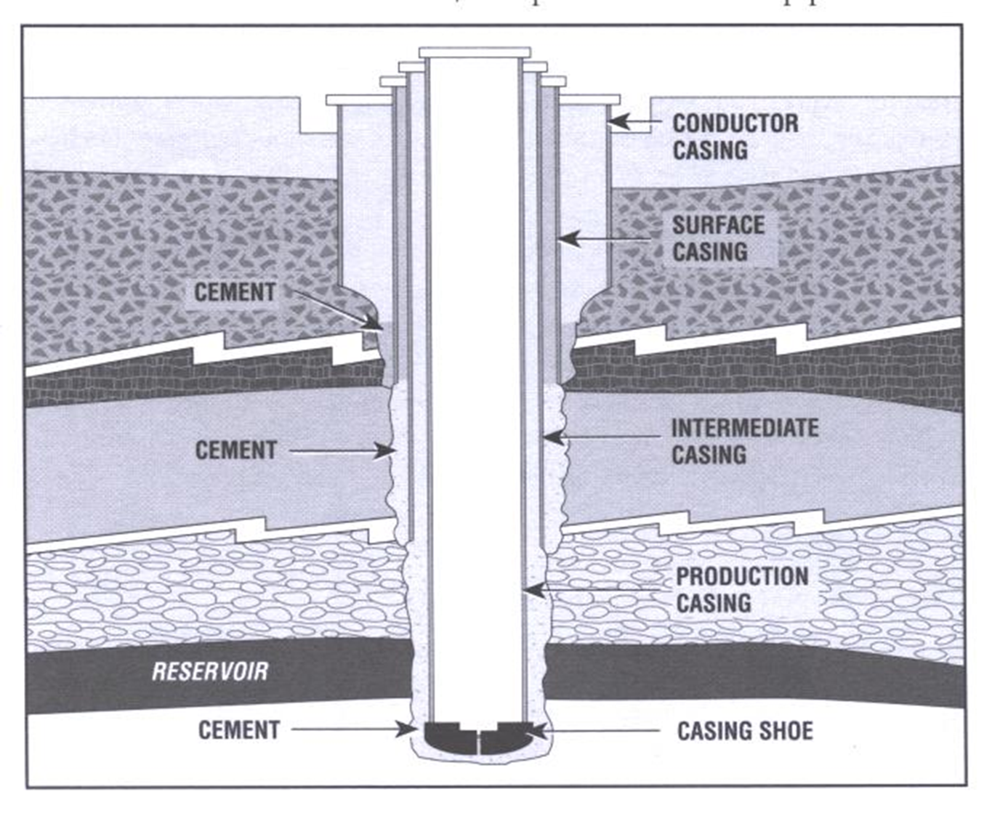 CONDUCTOR
CASING
SURFACE
CASING
CEMENT
CEMENT
INTERMEDIATE
CASING
PRODUCTION
CASING
RESERVOIR
CEMENT
CASING SHOE